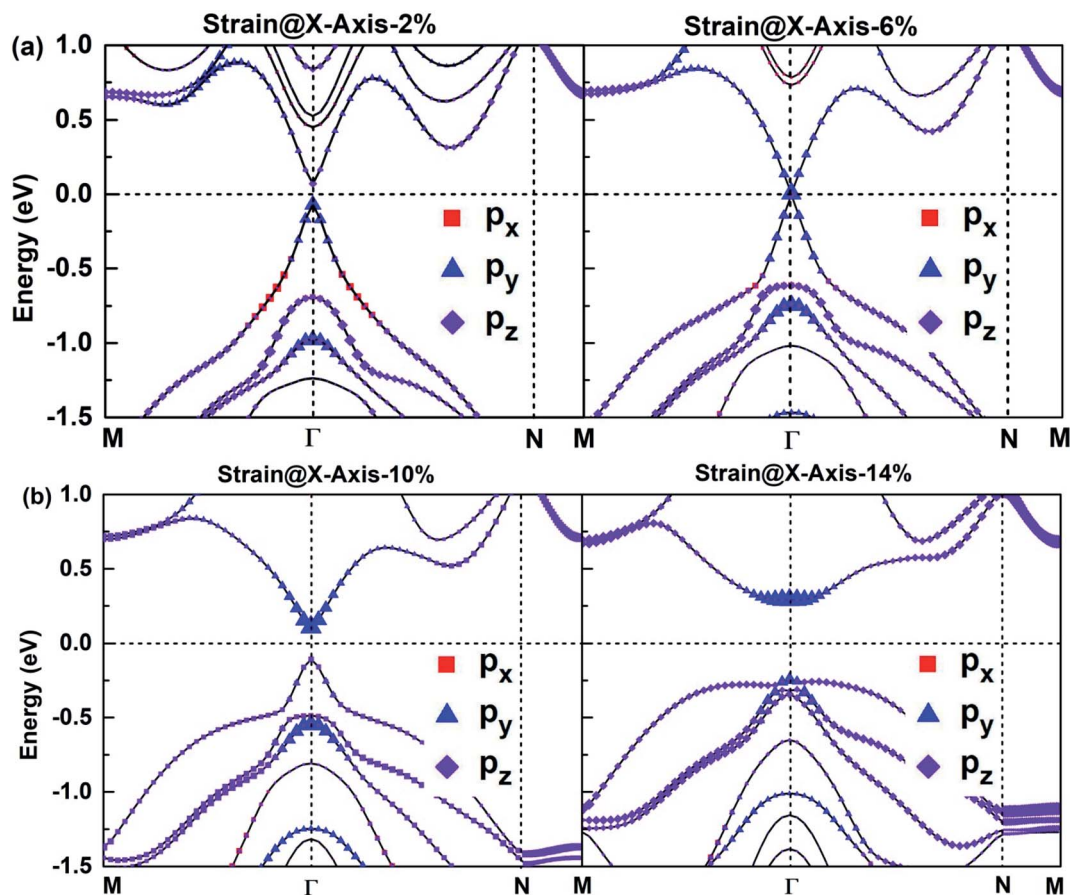 (a)
Strain@X-Axis-2%
Strain@X-Axis-6%
Energy (eV)
1.0
0.5
0.0
-0.5
-1.0
-1.5
px
py
pz
px
py
pz
M
Γ
N
M
Γ
N
M
(b)
Strain@X-Axis-10%
Strain@X-Axis-14%
Energy (eV)
1.0
0.5
0.0
-0.5
-1.0
-1.5
px
py
pz
px
py
pz
M
Γ
N
M
Γ
N
M